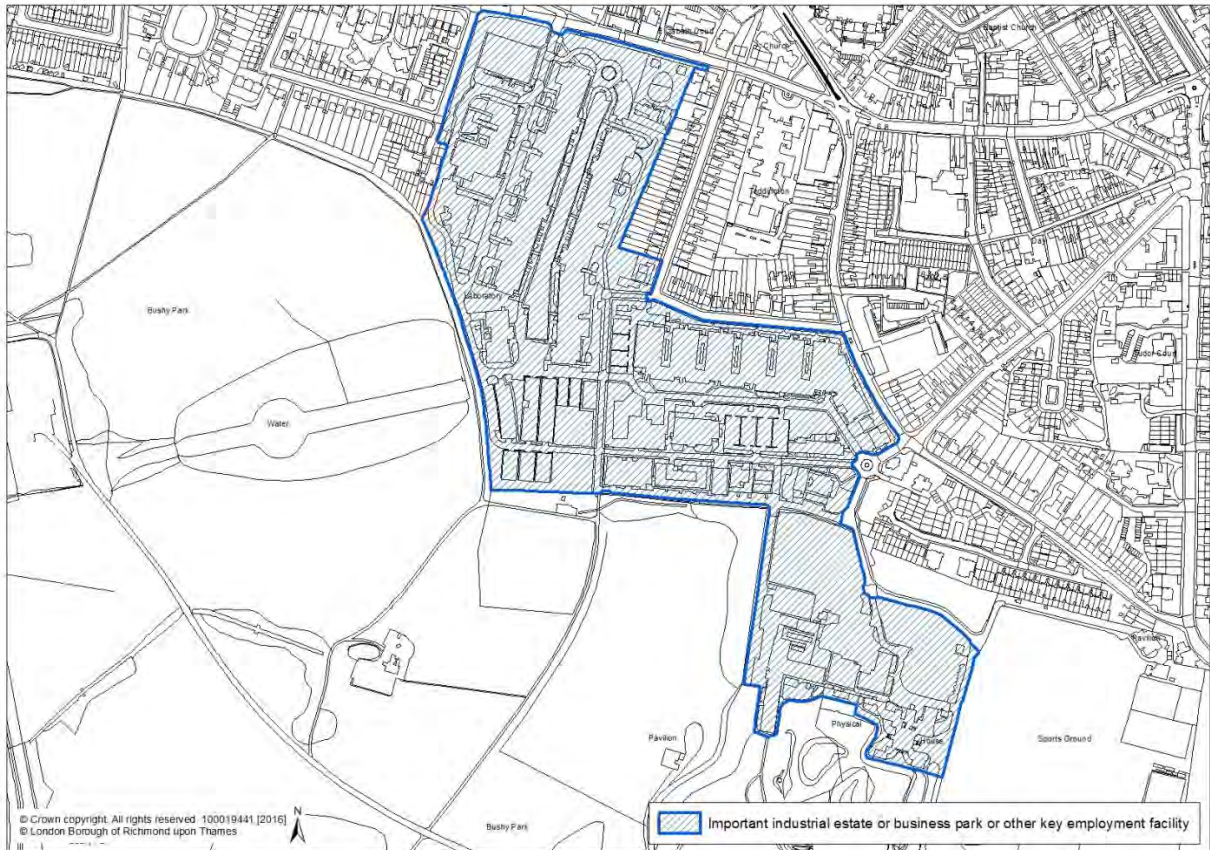 Church
Baptist Church
Teddington
Laboratory
Bushy Park
Tudor Court
Water
Pavilion
Physical
House
Pavilion
Sports Ground
Bushy Park
© Crown copyright. All rights reserved 100019441 [2016]
© London Borough of Richmond upon Thames
N
Important industrial estate or business park or other key employment facility